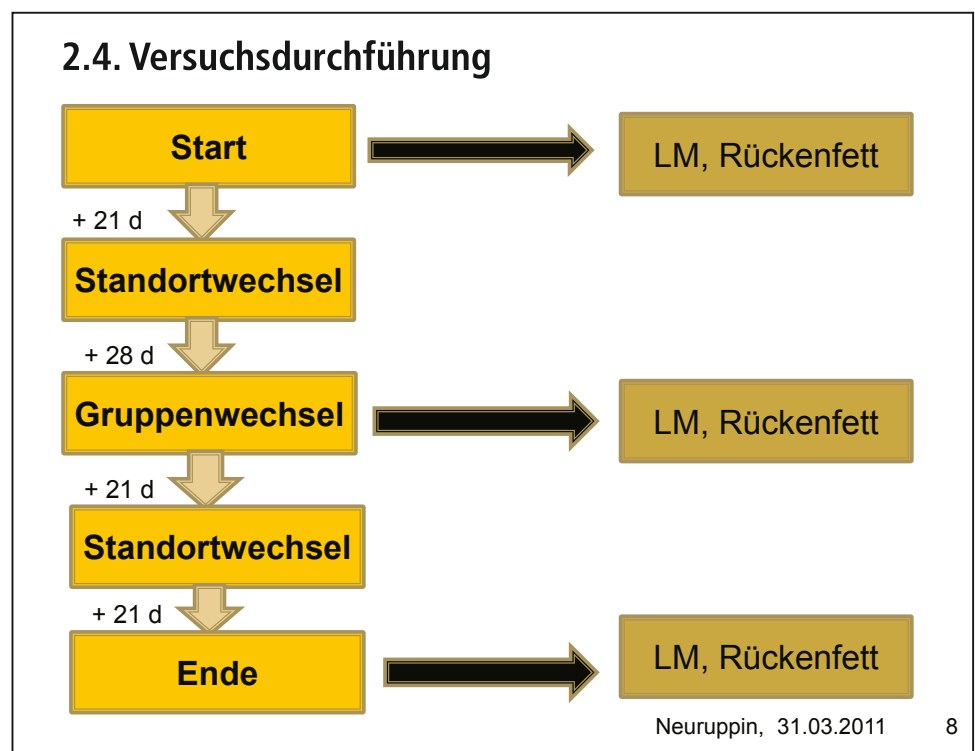 2.4. Versuchsdurchführung
Start
LM, Rückenfett
+ 21 d
Standortwechsel
+ 28 d
Gruppenwechsel
LM, Rückenfett
+ 21 d
Standortwechsel
+ 21 d
Ende
LM, Rückenfett
Neuruppin, 31.03.2011 8